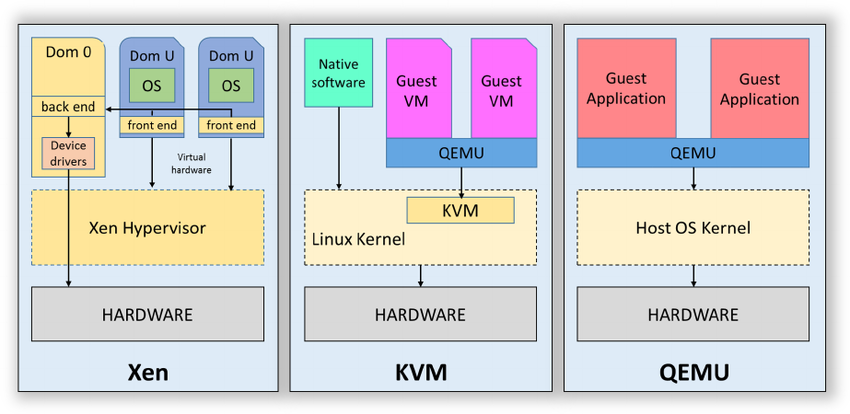 Dom 0
Dom U
Dom U
OS
OS
back end
front end
front end
Device
drivers
Virtual
hardware
Xen Hypervisor
HARDWARE
Xen
Native
software
Guest
VM
Guest
VM
QEMU
KVM
Linux Kernel
HARDWARE
KVM
Guest
Application
Guest
Application
QEMU
Host OS Kernel
HARDWARE
QEMU